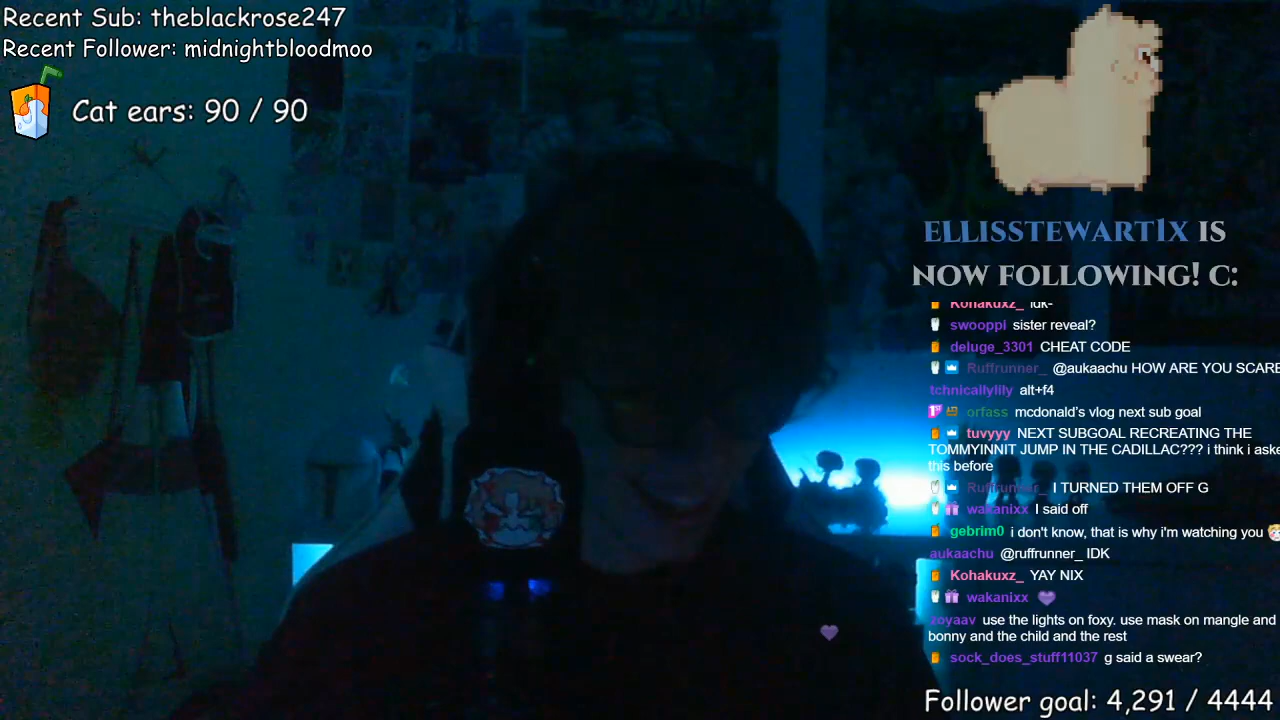 Recent Sub: theblackrose247
Recent Follower: midnightbloodmoo
Cat ears: 90 / 90
ELLISSTEWART1X IS
NOW FOLLOWING! C:
Kohakuxz_ idk-
swooppi sister reveal?
deluge_3301 CHEAT CODE
Ruffrunner_ @aukaachu HOW ARE YOU SCARE
tchnicallylily alt+f4
orfass mcdonald's vlog next sub goal
tuvyyy NEXT SUBGOAL RECREATING THE
TOMMYINNIT JUMP IN THE CADILLAC??? i think i aske
this before
Ruffrunner_ I TURNED THEM OFF G
wakanixx I said off
gebrim0 i don't know, that is why i'm watching you
aukaachu @ruffrunner_ IDK
Kohakuxz_ YAY NIX
wakanixx
zoyaav use the lights on foxy. use mask on mangle and
bonny and the child and the rest
sock_does_stuff11037 g said a swear?
Follower goal: 4,291 / 4444